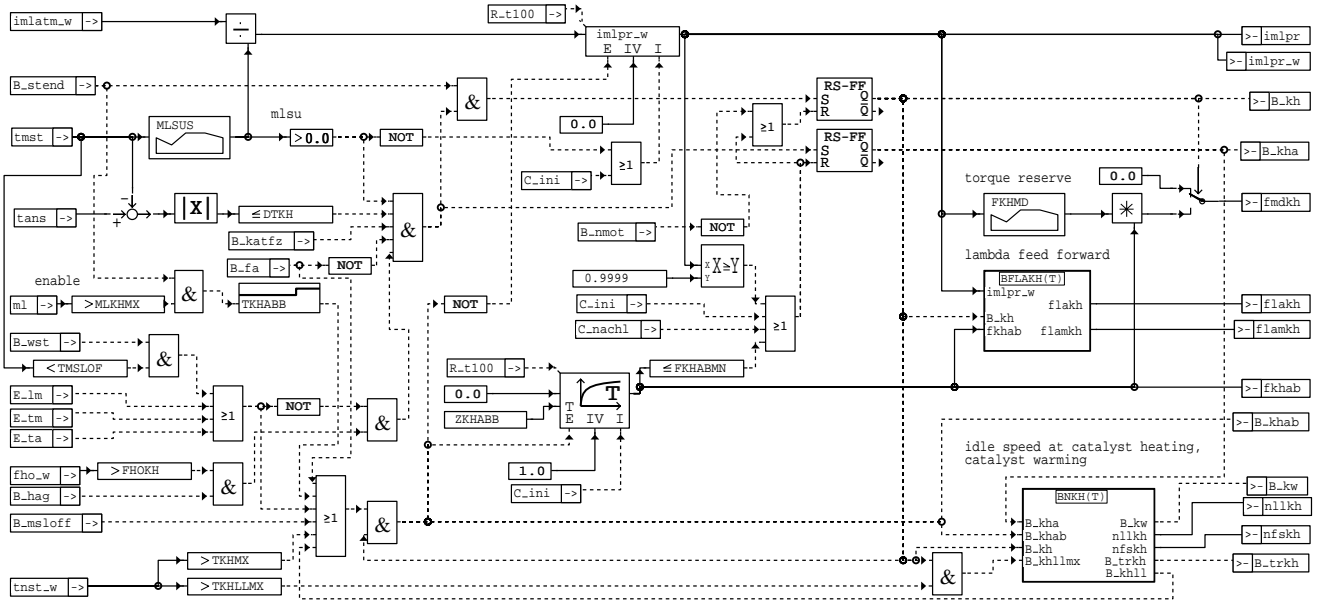 imlatm_w ->
B_stend ->
tmst ->
÷
MLSUS
mlsu
>0.0
NOT
tans ->
−
+
|X|
≤DTKH
B_katfz ->
B_fa ->
NOT
&
enable
ml ->
>MLKHMX
&
TKHABB
B_wst ->
<TMSLOF
&
E_lm ->
E_tm ->
E_ta ->
≥1
NOT
&
fho_w ->
>FHOKH
B_hag ->
&
B_msloff ->
≥1
&
tnst_w ->
>TKHMX
>TKHLLMX
R_t100 ->
imlpr_w
E IV I
&
0.0
C_ini ->
≥1
B_nmot ->
NOT
≥1
RS-FF
S Q
R Q̅
RS-FF
S Q
R Q̅
0.9999
X
Y
X≥Y
C_ini ->
C_nachl ->
≥1
NOT
R_t100 ->
0.0
ZKHABB
T
T
E IV I
≤FKHABMN
1.0
C_ini ->
torque reserve
FKHMD
0.0
*
lambda feed forward
BFLAKH(T)
imlpr_w
B_kh
fkhab
flakh
flamkh
idle speed at catalyst heating,
catalyst warming
BNKH(T)
B_kha
B_khab
B_kh
B_khllmx
B_kw
nllkh
nfskh
B_trkh
B_khll
&
>- imlpr
>- imlpr_w
>- B_kh
>- B_kha
>- fmdkh
>- flakh
>- flamkh
>- fkhab
>- B_khab
>- B_kw
>- nllkh
>- nfskh
>- B_trkh